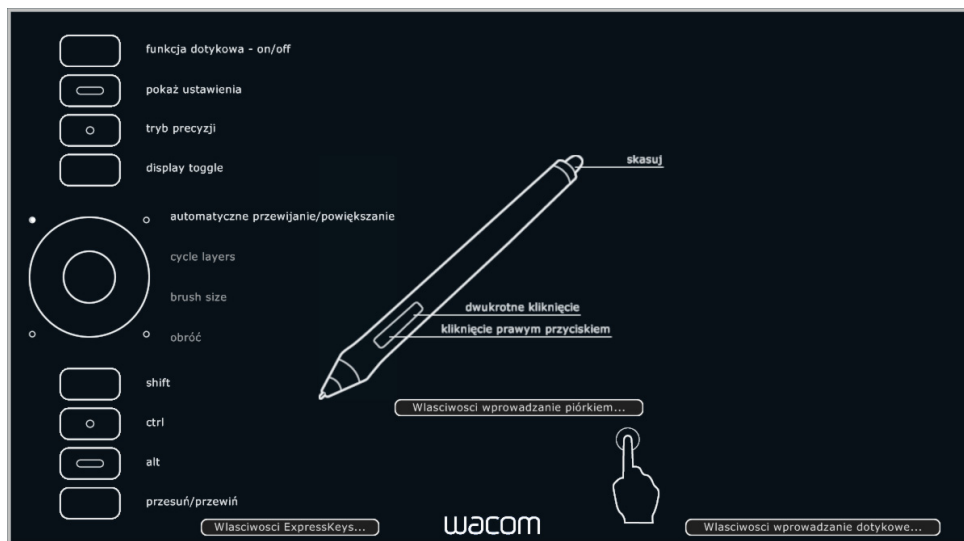 funkcja dotykowa - on/off
pokaż ustawienia
tryb precyzji
display toggle
skasuj
automatyczne przewijanie/powiększanie
cycle layers
brush size
obróć
dwukrotne kliknięcie
kliknięcie prawym przyciskiem
shift
ctrl
alt
przesuń/przewiń
Wlasciwosci wprowadzanie piórkiem...
Wlasciwosci ExpressKeys...
wacom
Wlasciwosci wprowadzanie dotykowe...